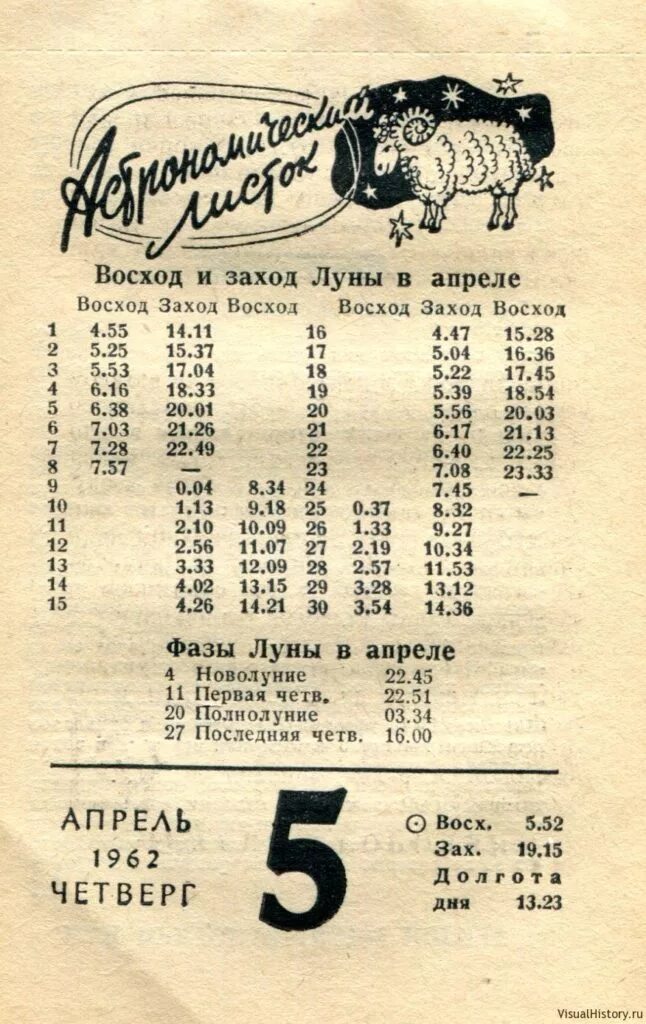 Астрономический
листок
Восход и заход Луны в апреле
Восход Заход Восход Восход Заход Восход
1 4.55 14.11 16 4.47 15.28
2 5.25 15.37 17 5.04 16.36
3 5.53 17.04 18 5.22 17.45
4 6.16 18.33 19 5.39 18.54
5 6.38 20.01 20 5.56 20.03
6 7.03 21.26 21 6.17 21.13
7 7.28 22.49 22 6.40 22.25
8 7.57 — 23 7.08 23.33
9 0.04 8.34 24 7.45 —
10 1.13 9.18 25 0.37 8.32
11 2.10 10.09 26 1.33 9.27
12 2.56 11.07 27 2.19 10.34
13 3.33 12.09 28 2.57 11.53
14 4.02 13.15 29 3.28 13.12
15 4.26 14.21 30 3.54 14.36
Фазы Луны в апреле
4 Новолуние 22.45
11 Первая четв. 22.51
20 Полнолуние 03.34
27 Последняя четв. 16.00
АПРЕЛЬ
1962
ЧЕТВЕРГ
5
Восх. 5.52
Зах. 19.15
Долгота
дня 13.23
VisualHistory.ru